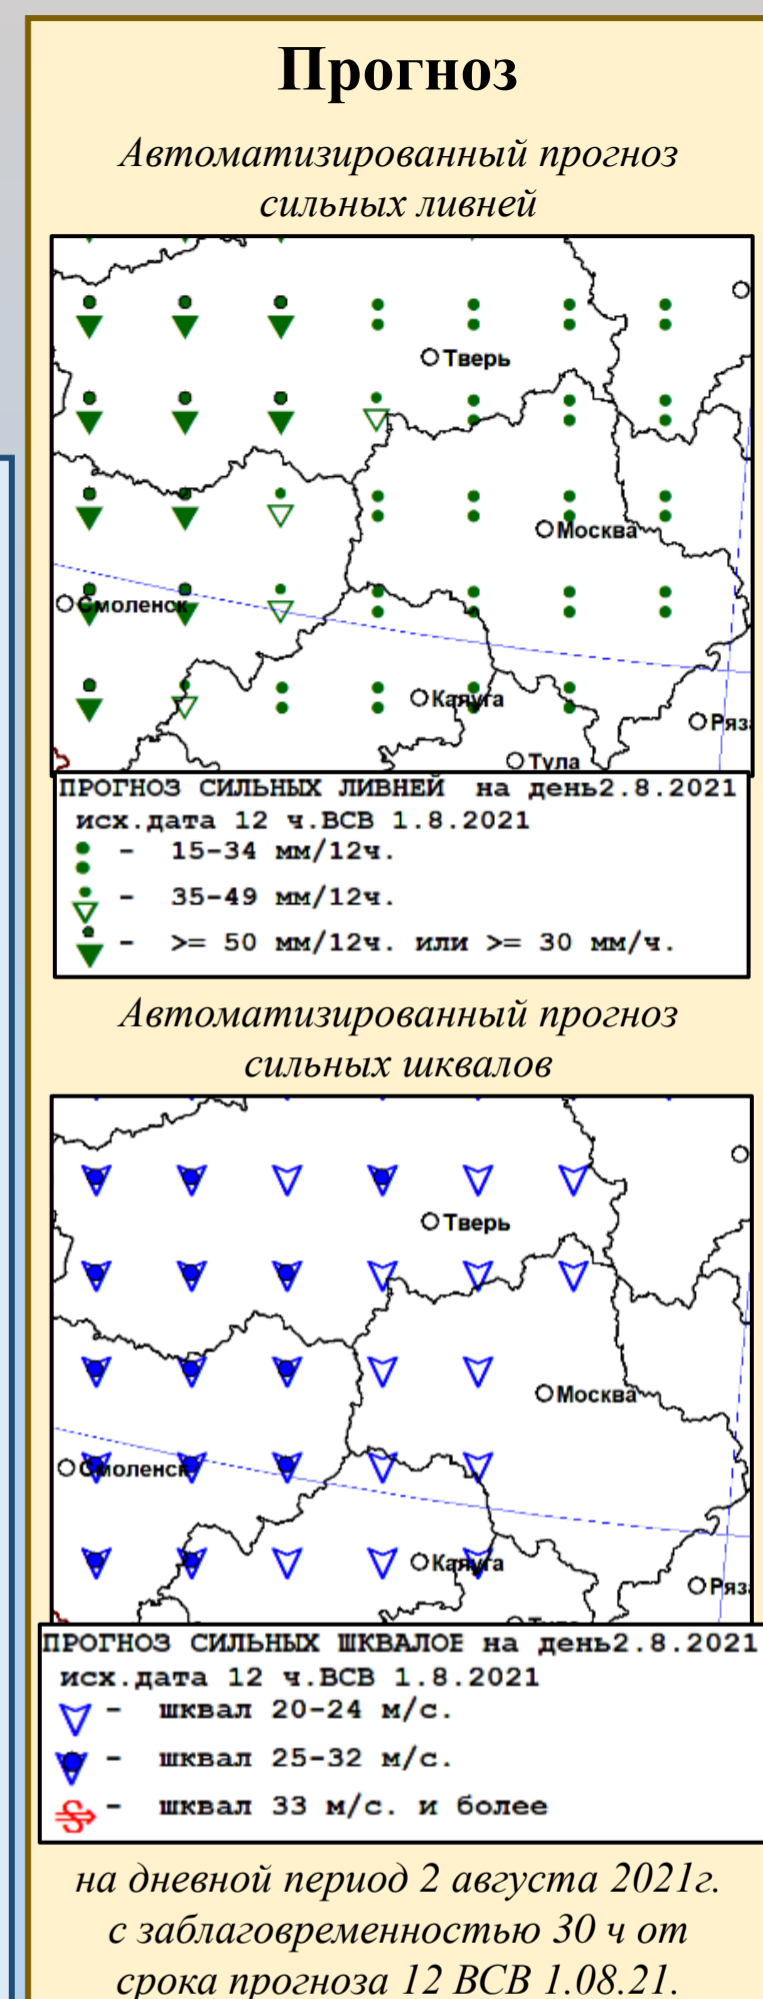 Прогноз
Автоматизированный прогноз
сильных ливней
Тверь
Москва
Смоленск
Калуга
Ряз
Тула
ПРОГНОЗ СИЛЬНЫХ ЛИВНЕЙ на день2.8.2021
исх.дата 12 ч.ВСВ 1.8.2021
- 15-34 мм/12ч.
- 35-49 мм/12ч.
- >= 50 мм/12ч. или >= 30 мм/ч.
Автоматизированный прогноз
сильных шквалов
Тверь
Москва
Смоленск
Калуга
Ряз
ПРОГНОЗ СИЛЬНЫХ ШКВАЛОЕ на день2.8.2021
исх.дата 12 ч.ВСВ 1.8.2021
- шквал 20-24 м/с.
- шквал 25-32 м/с.
- шквал 33 м/с. и более
на дневной период 2 августа 2021г.
с заблаговременностью 30 ч от
срока прогноза 12 ВСВ 1.08.21.